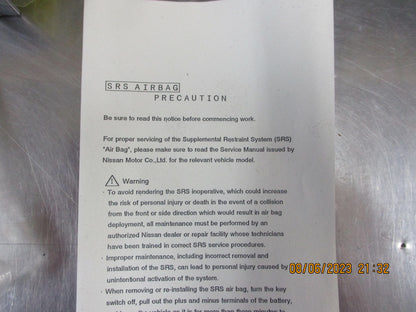 SRS AIRBAG
PRECAUTION
Be sure to read this notice before commencing work.
For proper servicing of the Supplemental Restraint System (SRS)
"Air Bag", please make sure to read the Service Manual issued by
Nissan Motor Co.,Ltd. for the relevant vehicle model.
Warning
· To avoid rendering the SRS inoperative, which could increase
the risk of personal injury or death in the event of a collision
from the front or side direction which would result in air bag
deployment, all maintenance must be performed by an
authorized Nissan dealer or repair facility whose technicians
have been trained in correct SRS service procedures.
· Improper maintenance, including incorrect removal and
installation of the SRS, can lead to personal injury caused by
unintentional activation of the system.
· When removing or re-installing the SRS air bag, turn the key
switch off, pull out the plus and minus terminals of the battery,
08/06/2023 21:32